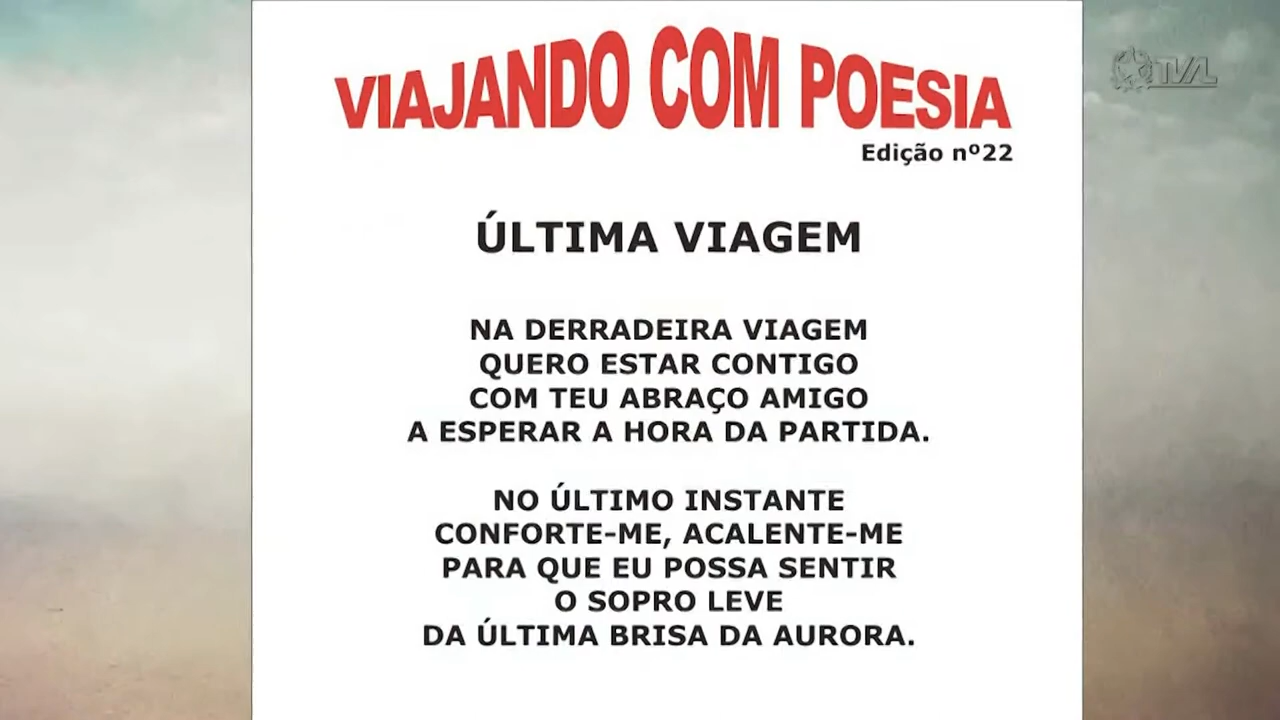 VIAJANDO COM POESIA
TVAL
Edição nº22
ÚLTIMA VIAGEM
NA DERRADEIRA VIAGEM
QUERO ESTAR CONTIGO
COM TEU ABRAÇO AMIGO
A ESPERAR A HORA DA PARTIDA.
NO ÚLTIMO INSTANTE
CONFORTE-ME, ACALENTE-ME
PARA QUE EU POSSA SENTIR
O SOPRO LEVE
DA ÚLTIMA BRISA DA AURORA.